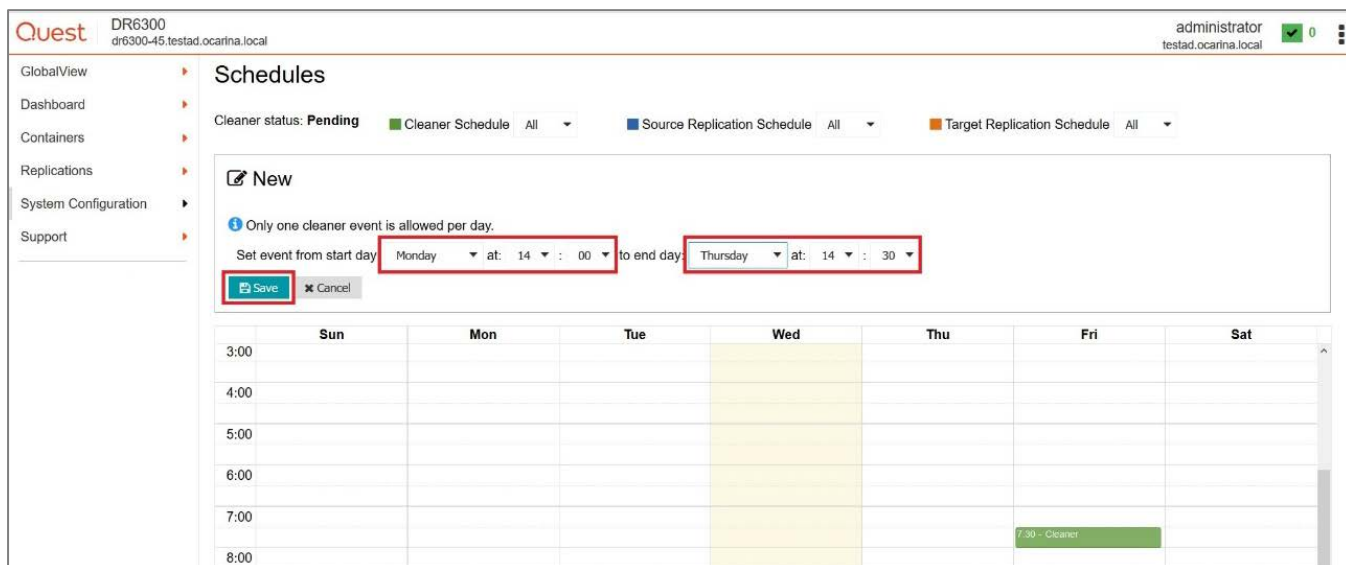 Quest DR6300 administrator 0
dr6300-45.testad.ocarina.local testad.ocarina.local
GlobalView
Dashboard
Containers
Replications
System Configuration
Support
Schedules
Cleaner status: Pending Cleaner Schedule All Source Replication Schedule All Target Replication Schedule All
New
Only one cleaner event is allowed per day.
Set event from start day Monday at: 14 : 00 to end day: Thursday at: 14 : 30
Save Cancel
Sun Mon Tue Wed Thu Fri Sat
3:00
4:00
5:00
6:00
7:00
7:30 - Cleaner
8:00